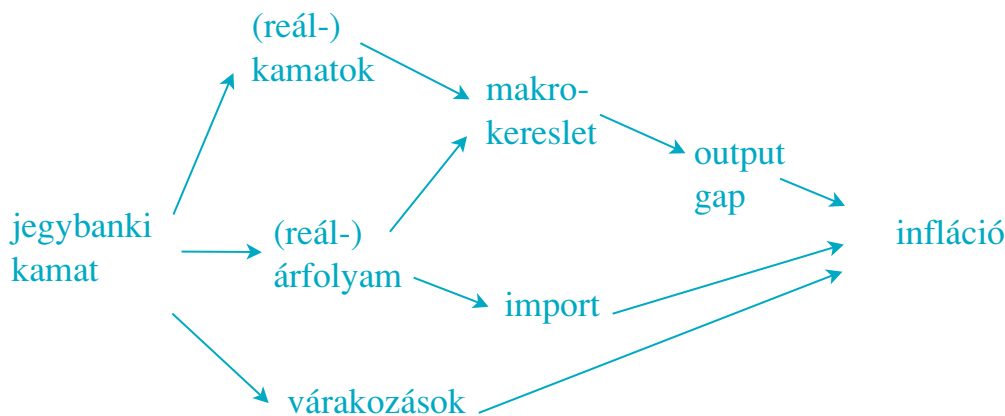 (reál-)
kamatok
makro-
kereslet
output
gap
jegybanki
kamat
(reál-)
árfolyam
infláció
import
várakozások